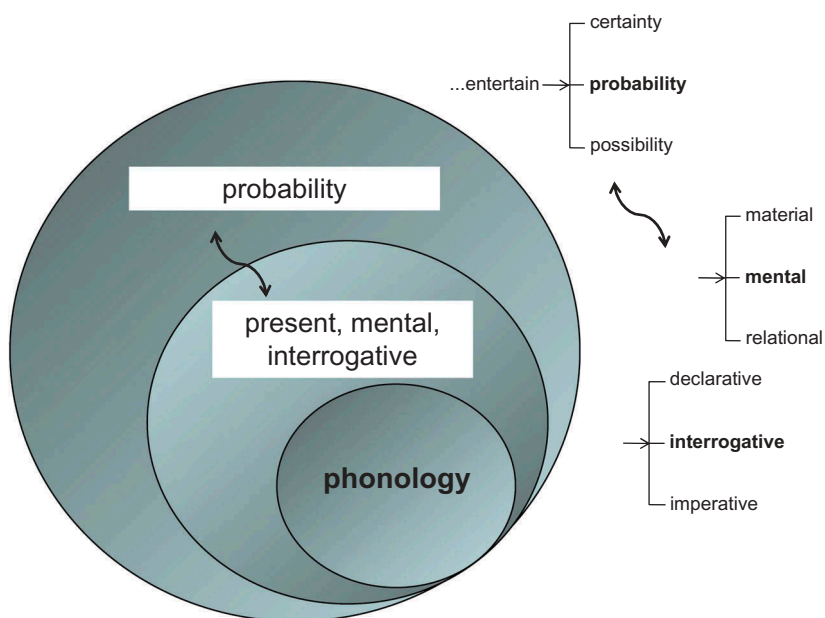 certainty
...entertain
probability
possibility
probability
material
mental
relational
present, mental,
interrogative
declarative
interrogative
imperative
phonology